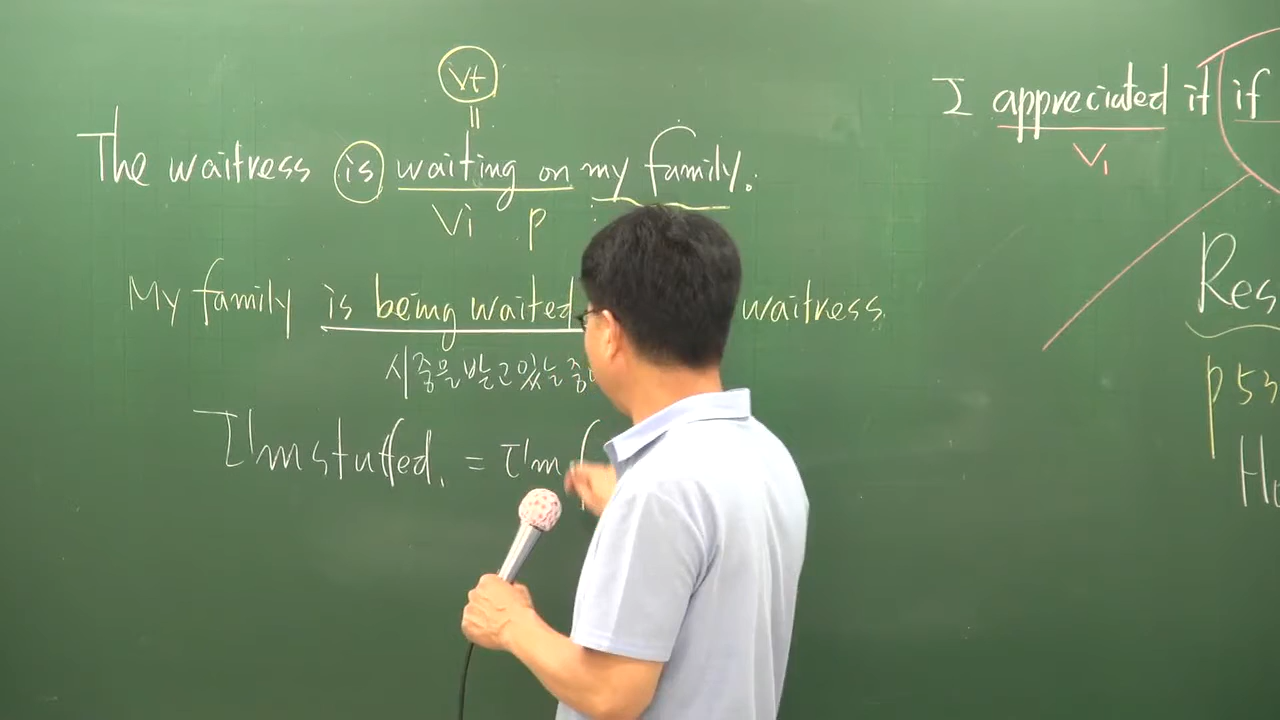 Vt
=
The waitress is waiting on my family.
Vi p
My family is being waited waitress.
시중을 받고 있는 중
I'm stuffed. = I'm f
I appreciated it if
V₁
Res
p 53
H